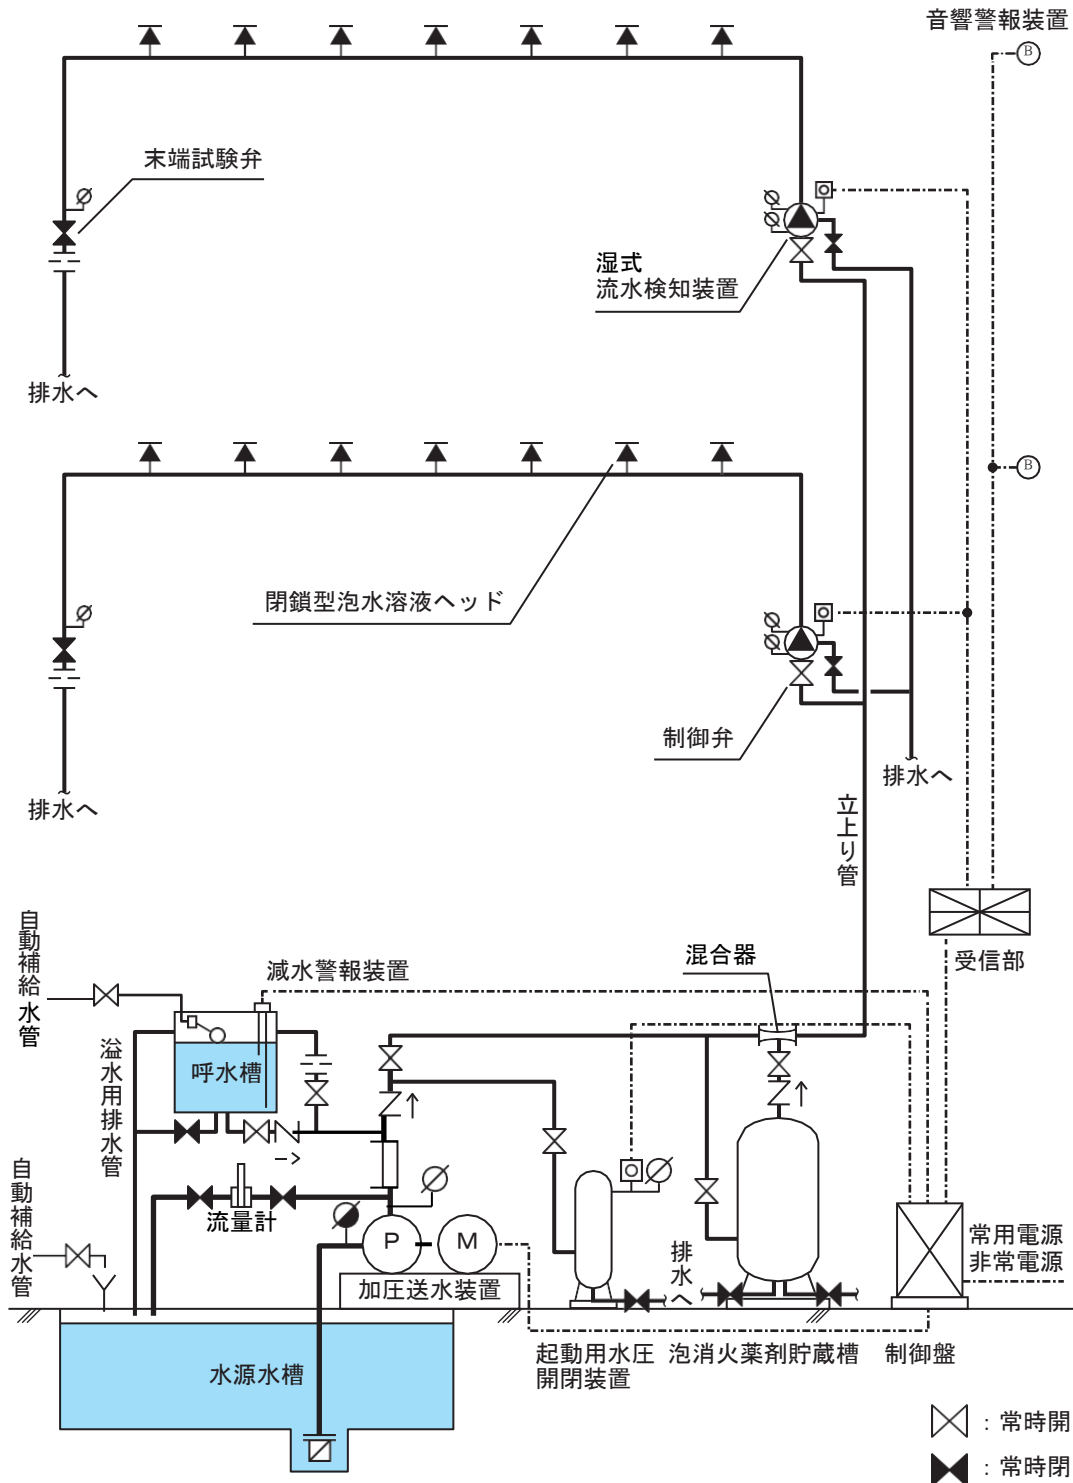 音響警報装置
B
末端試験弁
湿式
流水検知装置
排水へ
B
閉鎖型泡水溶液ヘッド
制御弁
排水へ
排水へ
立上り管
受信部
自動補給水管
減水警報装置
混合器
呼水槽
溢水用排水管
自動補給水管
流量計
P
M
加圧送水装置
排水へ
常用電源
非常電源
水源水槽
起動用水圧
開閉装置
泡消火薬剤貯蔵槽
制御盤
：常時開
：常時閉